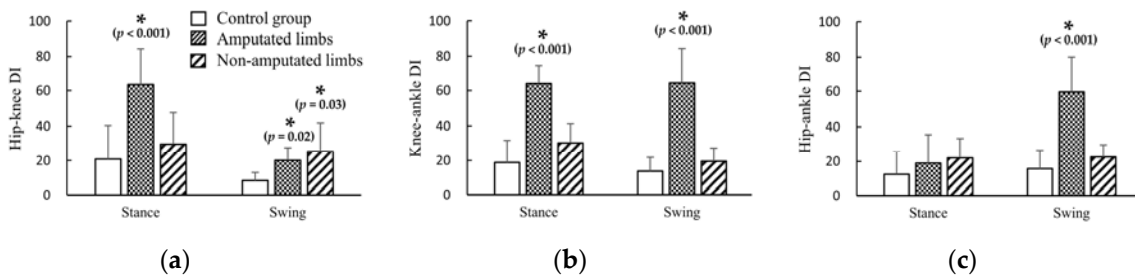 100
80
60
40
20
0
Hip-knee DI
*
(p < 0.001)
Control group
Amputated limbs
Non-amputated limbs
*
(p = 0.02)
*
(p = 0.03)
Stance
Swing
(a)
100
80
60
40
20
0
Knee-ankle DI
*
(p < 0.001)
*
(p < 0.001)
Stance
Swing
(b)
100
80
60
40
20
0
Hip-ankle DI
*
(p < 0.001)
Stance
Swing
(c)